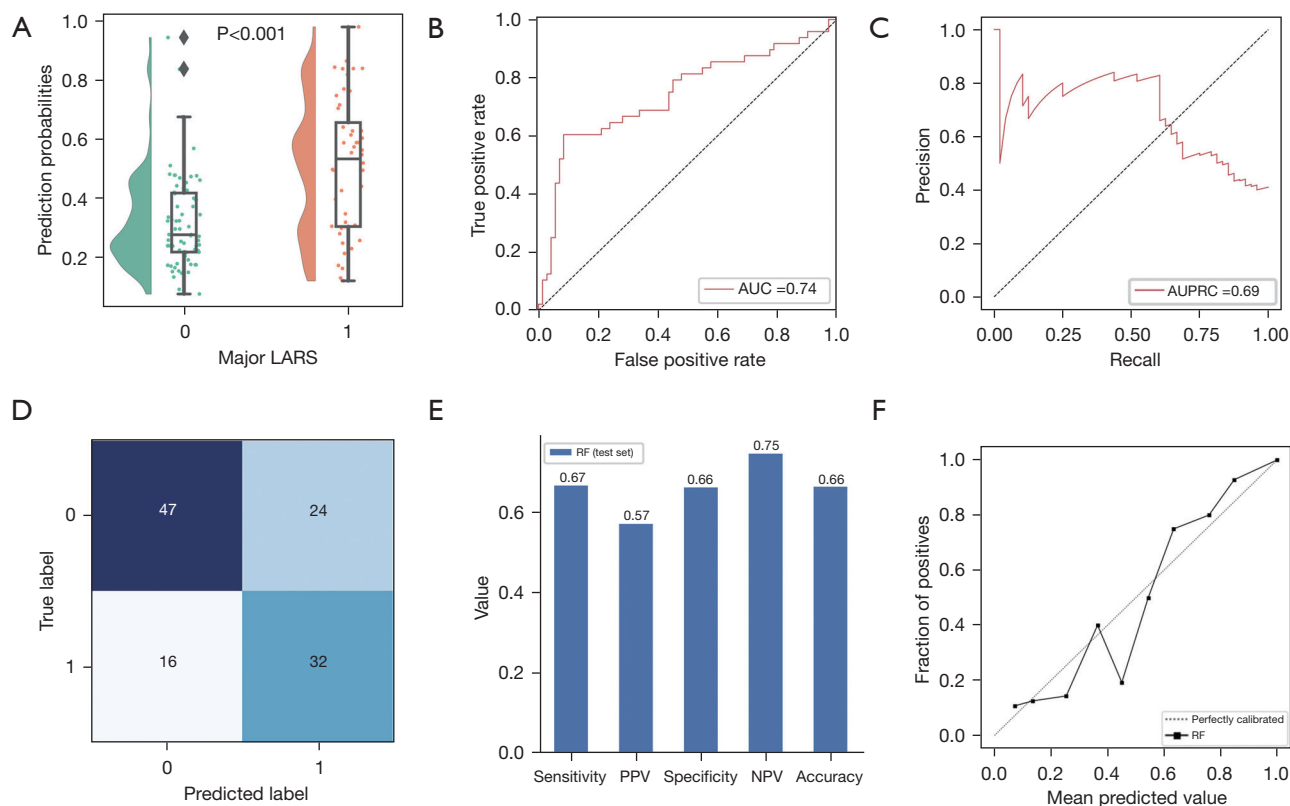 A
P<0.001
1.0
0.8
0.6
0.4
0.2
Prediction probabilities
0
1
Major LARS
B
1.0
0.8
0.6
0.4
0.2
0.0
True positive rate
AUC =0.74
0.0
0.2
0.4
0.6
0.8
1.0
False positive rate
C
1.0
0.8
0.6
0.4
0.2
0.0
Precision
AUPRC =0.69
0.0
0.25
0.50
0.75
1.00
Recall
D
True label
0
1
47
24
16
32
0
1
Predicted label
E
RF (test set)
Value
0.6
0.4
0.2
0.0
0.67
0.57
0.66
0.75
0.66
Sensitivity
PPV
Specificity
NPV
Accuracy
F
1.0
0.8
0.6
0.4
0.2
0.0
Fraction of positives
Perfectly calibrated
RF
0.0
0.2
0.4
0.6
0.8
1.0
Mean predicted value